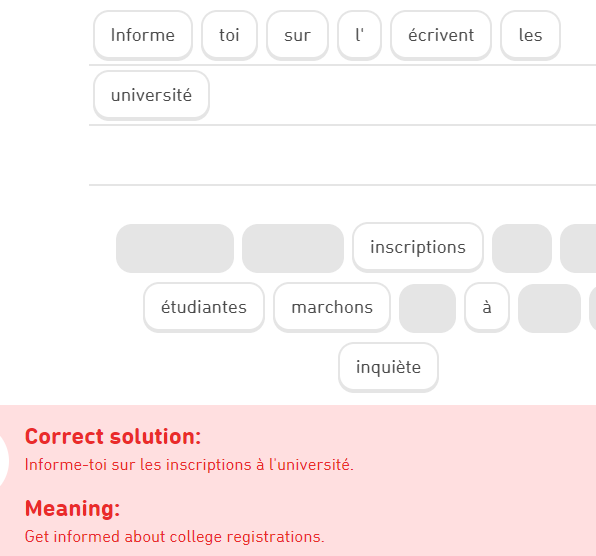 Informe toi sur l' écrivent les
université
inscriptions
étudiantes marchons à
inquiète
Correct solution:
Informe-toi sur les inscriptions à l'université.
Meaning:
Get informed about college registrations.